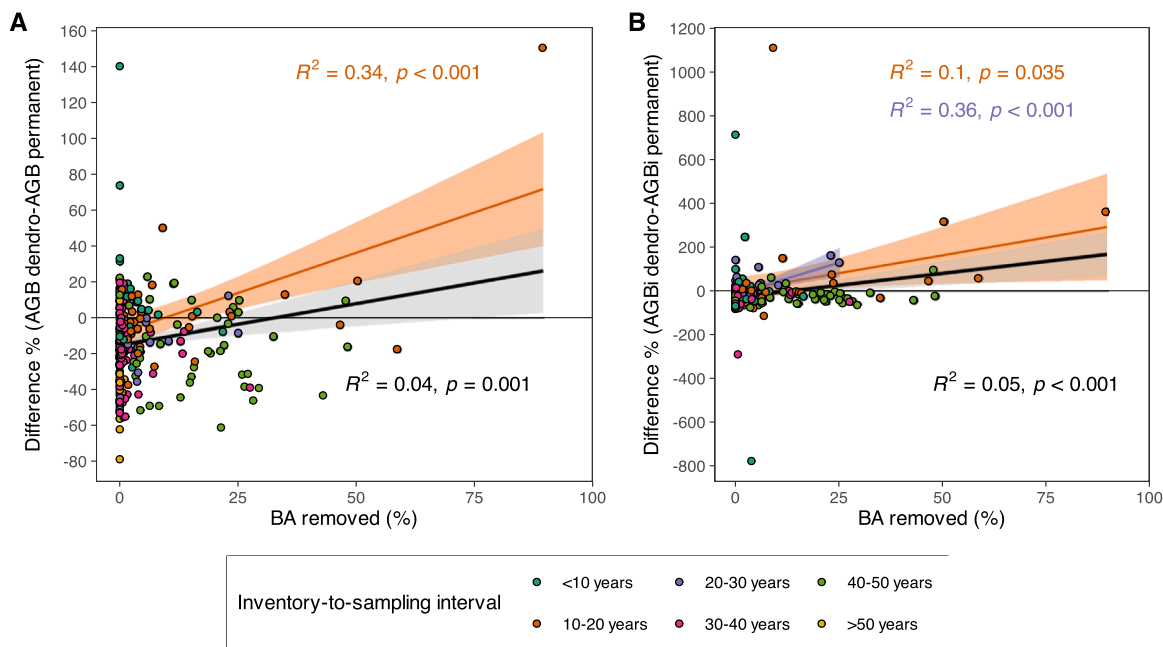 A
Difference % (AGB dendro-AGB permanent)
160
140
120
100
80
60
40
20
0
-20
-40
-60
-80
R² = 0.34, p < 0.001
R² = 0.04, p = 0.001
0 25 50 75 100
BA removed (%)
B
Difference % (AGBi dendro-AGBi permanent)
1200
1000
800
600
400
200
0
-200
-400
-600
-800
R² = 0.1, p = 0.035
R² = 0.36, p < 0.001
R² = 0.05, p < 0.001
0 25 50 75 100
BA removed (%)
Inventory-to-sampling interval
<10 years 20-30 years 40-50 years
10-20 years 30-40 years >50 years